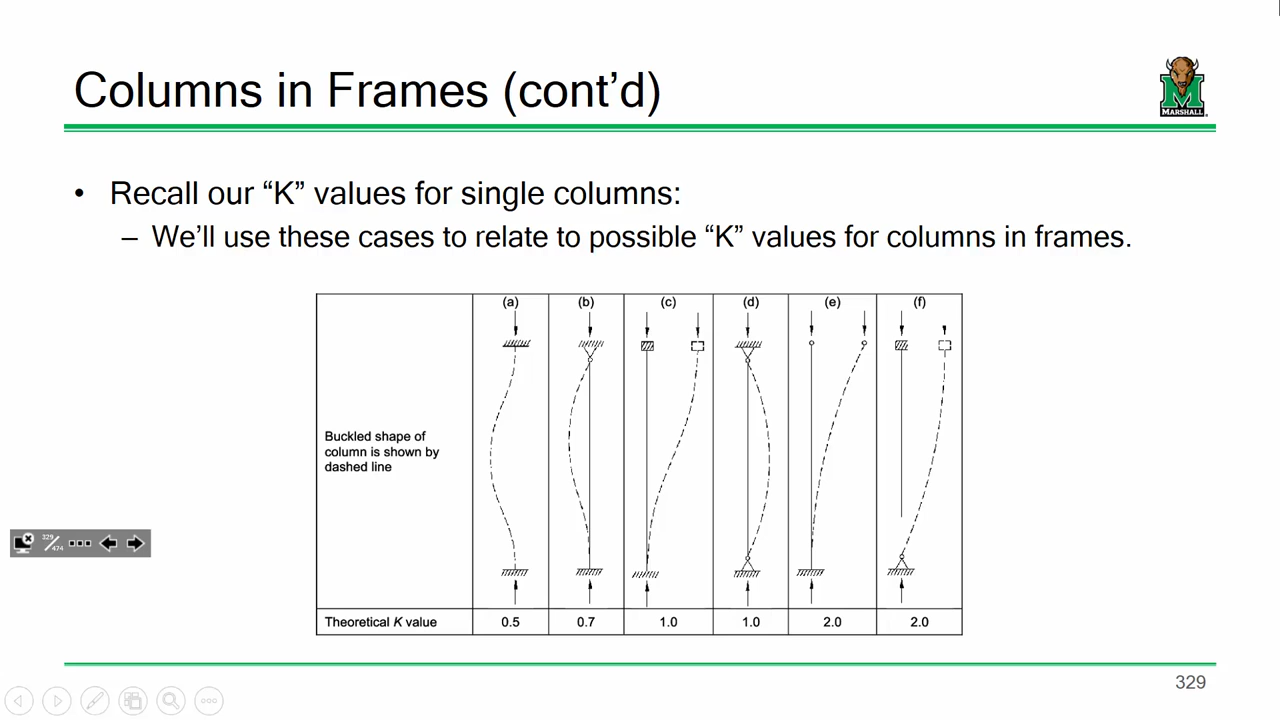 Columns in Frames (cont’d)
MARSHALL
• Recall our “K” values for single columns:
– We’ll use these cases to relate to possible “K” values for columns in frames.
(a) (b) (c) (d) (e) (f)
Buckled shape of
column is shown by
dashed line
Theoretical K value 0.5 0.7 1.0 1.0 2.0 2.0
329/474
329